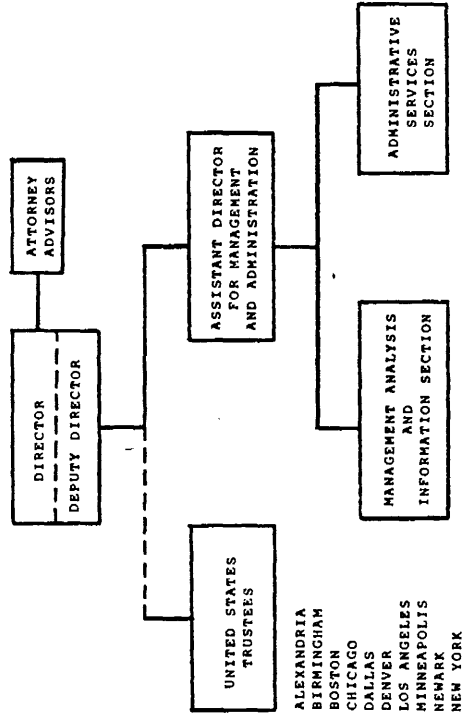 DIRECTOR
DEPUTY DIRECTOR
ATTORNEY
ADVISORS
UNITED STATES
TRUSTEES
ASSISTANT DIRECTOR
FOR MANAGEMENT
AND ADMINISTRATION
ALEXANDRIA
BIRMINGHAM
BOSTON
CHICAGO
DALLAS
DENVER
LOS ANGELES
MINNEAPOLIS
NEWARK
NEW YORK
MANAGEMENT ANALYSIS
AND
INFORMATION SECTION
ADMINISTRATIVE
SERVICES
SECTION